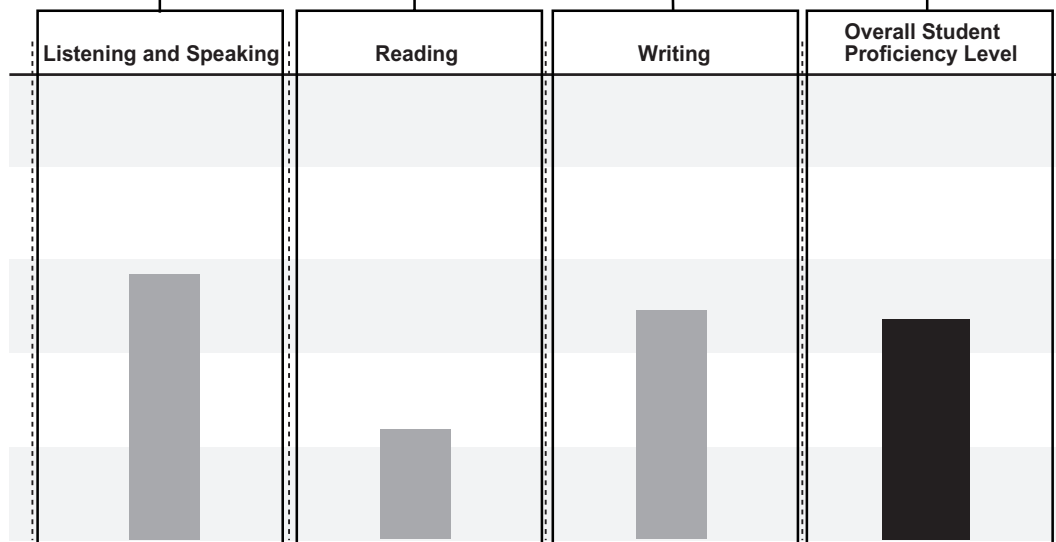 Listening and Speaking
Reading
Writing
Overall Student
Proficiency Level